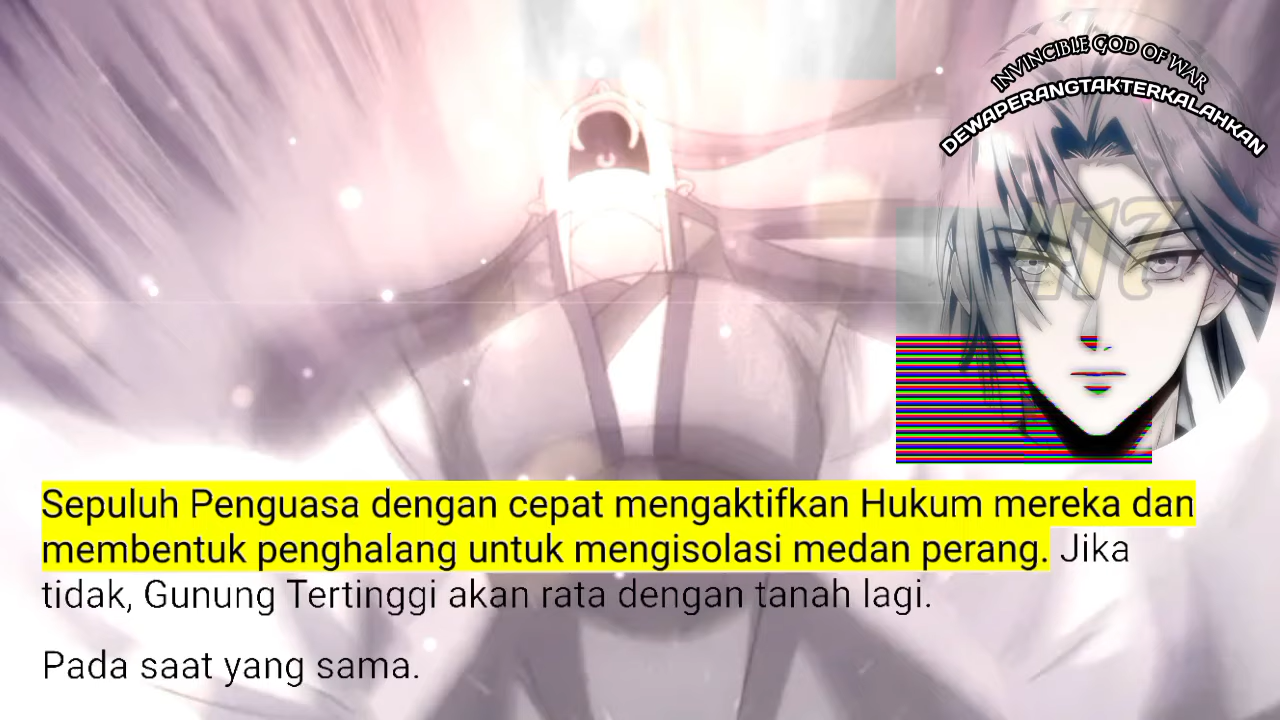 INVINCIBLE GOD OF WAR
DEWAPERANGTAKTERKALAHKAN
417
Sepuluh Penguasa dengan cepat mengaktifkan Hukum mereka dan
membentuk penghalang untuk mengisolasi medan perang. Jika
tidak, Gunung Tertinggi akan rata dengan tanah lagi.
Pada saat yang sama.